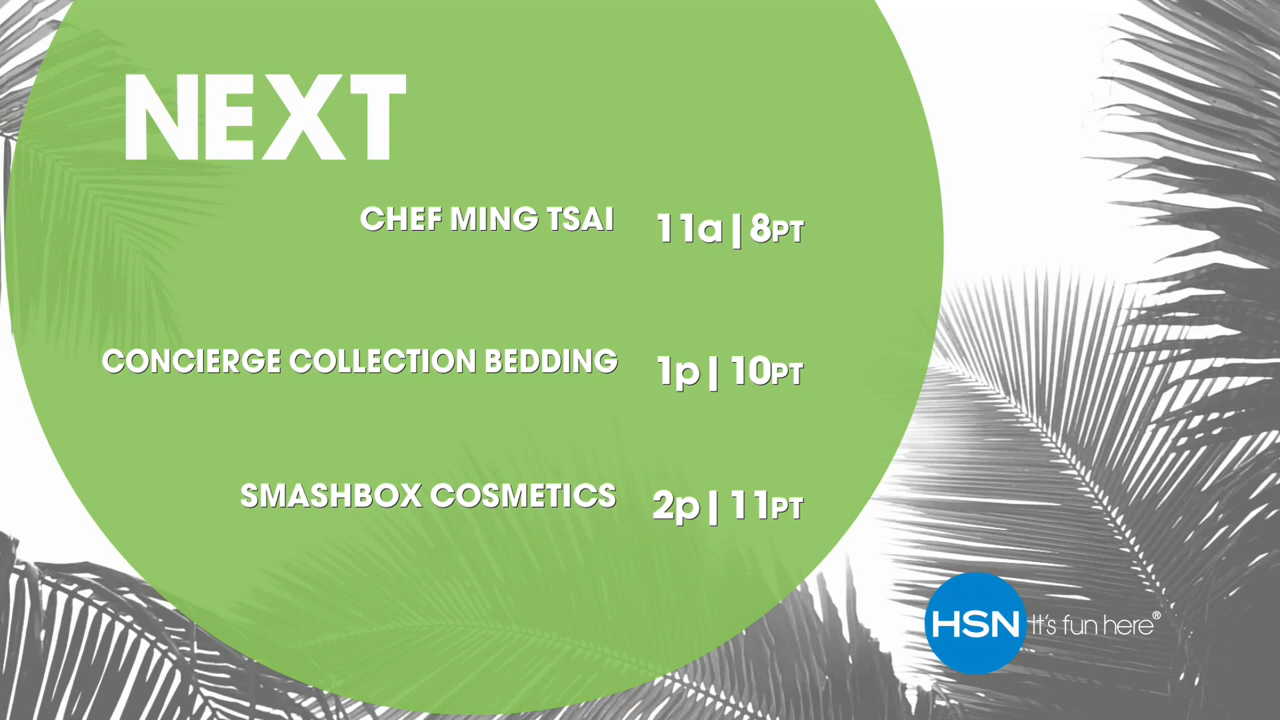 NEXT
CHEF MING TSAI 11a | 8PT
CONCIERGE COLLECTION BEDDING 1p | 10PT
SMASHBOX COSMETICS 2p | 11PT
HSN It's fun here®